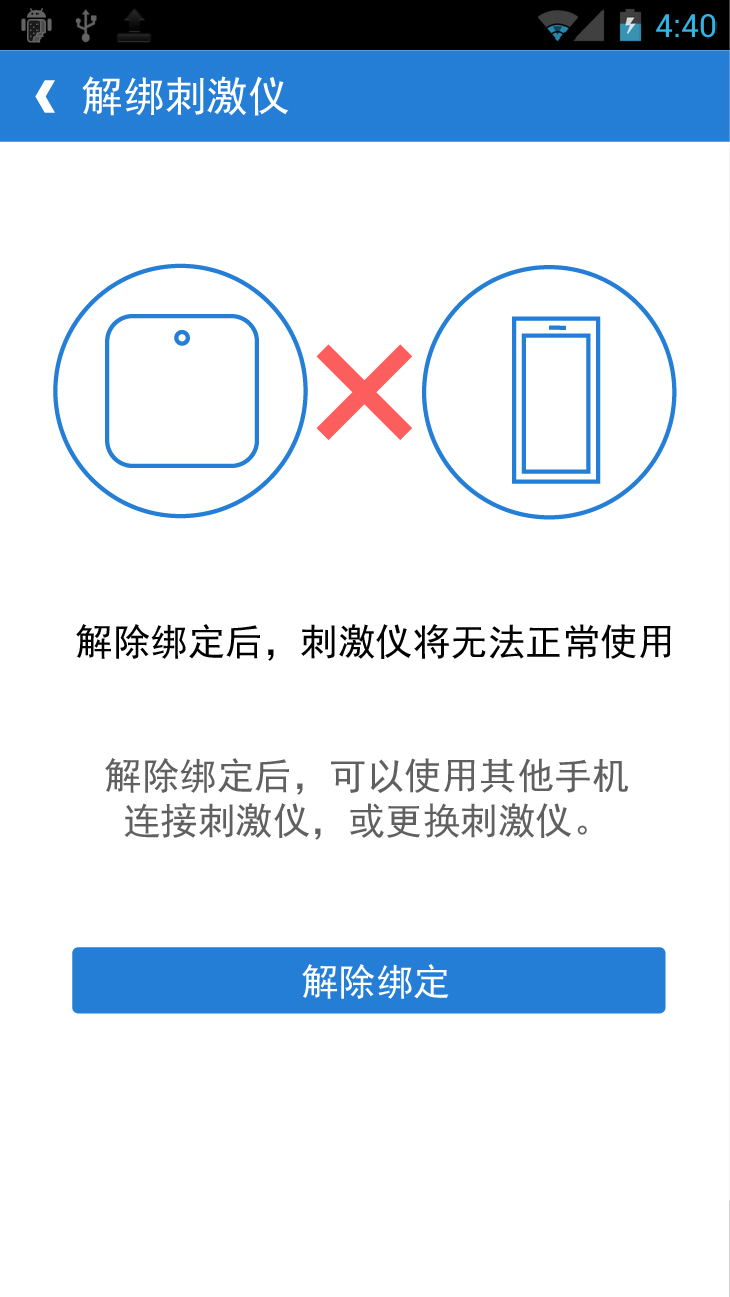 4:40
解绑刺激仪
解除绑定后，刺激仪将无法正常使用
解除绑定后，可以使用其他手机
连接刺激仪，或更换刺激仪。
解除绑定